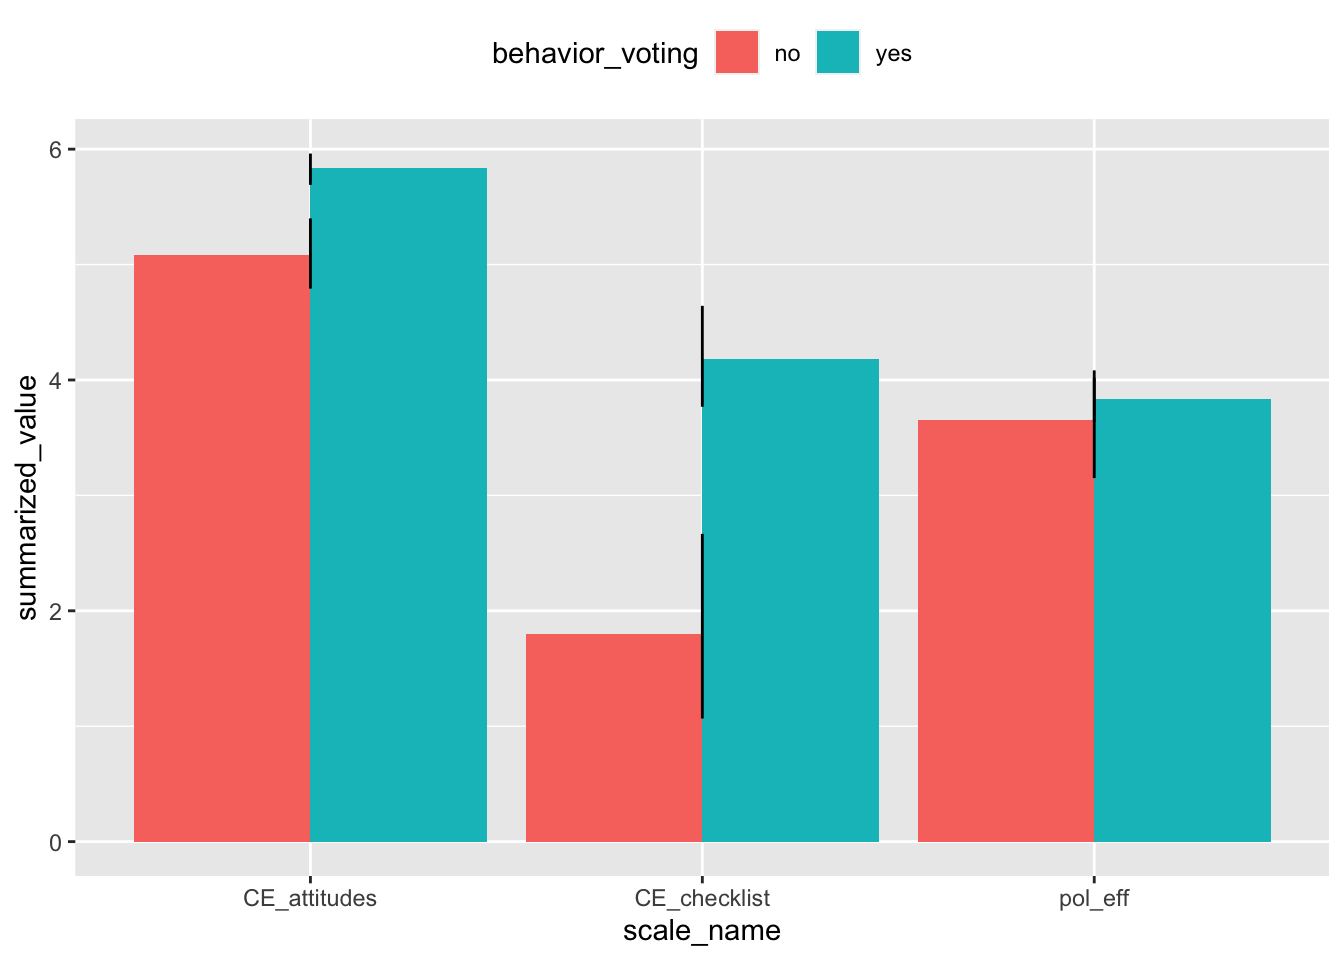 behavior_voting no yes
6
4
2
0
summarized_value
CE_attitudes CE_checklist pol_eff
scale_name